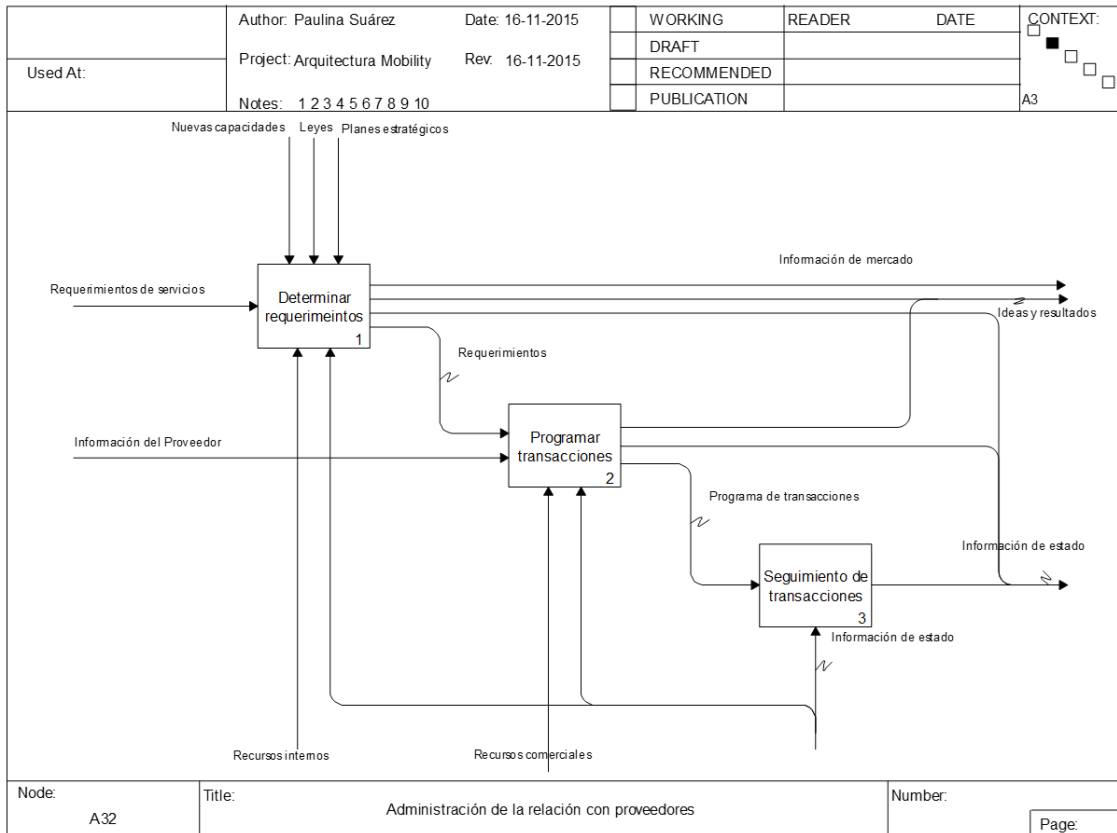 Used At:
Author: Paulina Suárez
Date: 16-11-2015
Project: Arquitectura Mobility
Rev: 16-11-2015
Notes: 1 2 3 4 5 6 7 8 9 10
WORKING
DRAFT
RECOMMENDED
PUBLICATION
READER
DATE
CONTEXT:
A3
Nuevas capacidades
Leyes
Planes estratégicos
Información de mercado
Requerimientos de servicios
Determinar
requerimeintos
1
Ideas y resultados
Requerimientos
Información del Proveedor
Programar
transacciones
2
Programa de transacciones
Información de estado
Seguimiento de
transacciones
3
Información de estado
Recursos internos
Recursos comerciales
Node:
A32
Title:
Administración de la relación con proveedores
Number:
Page: